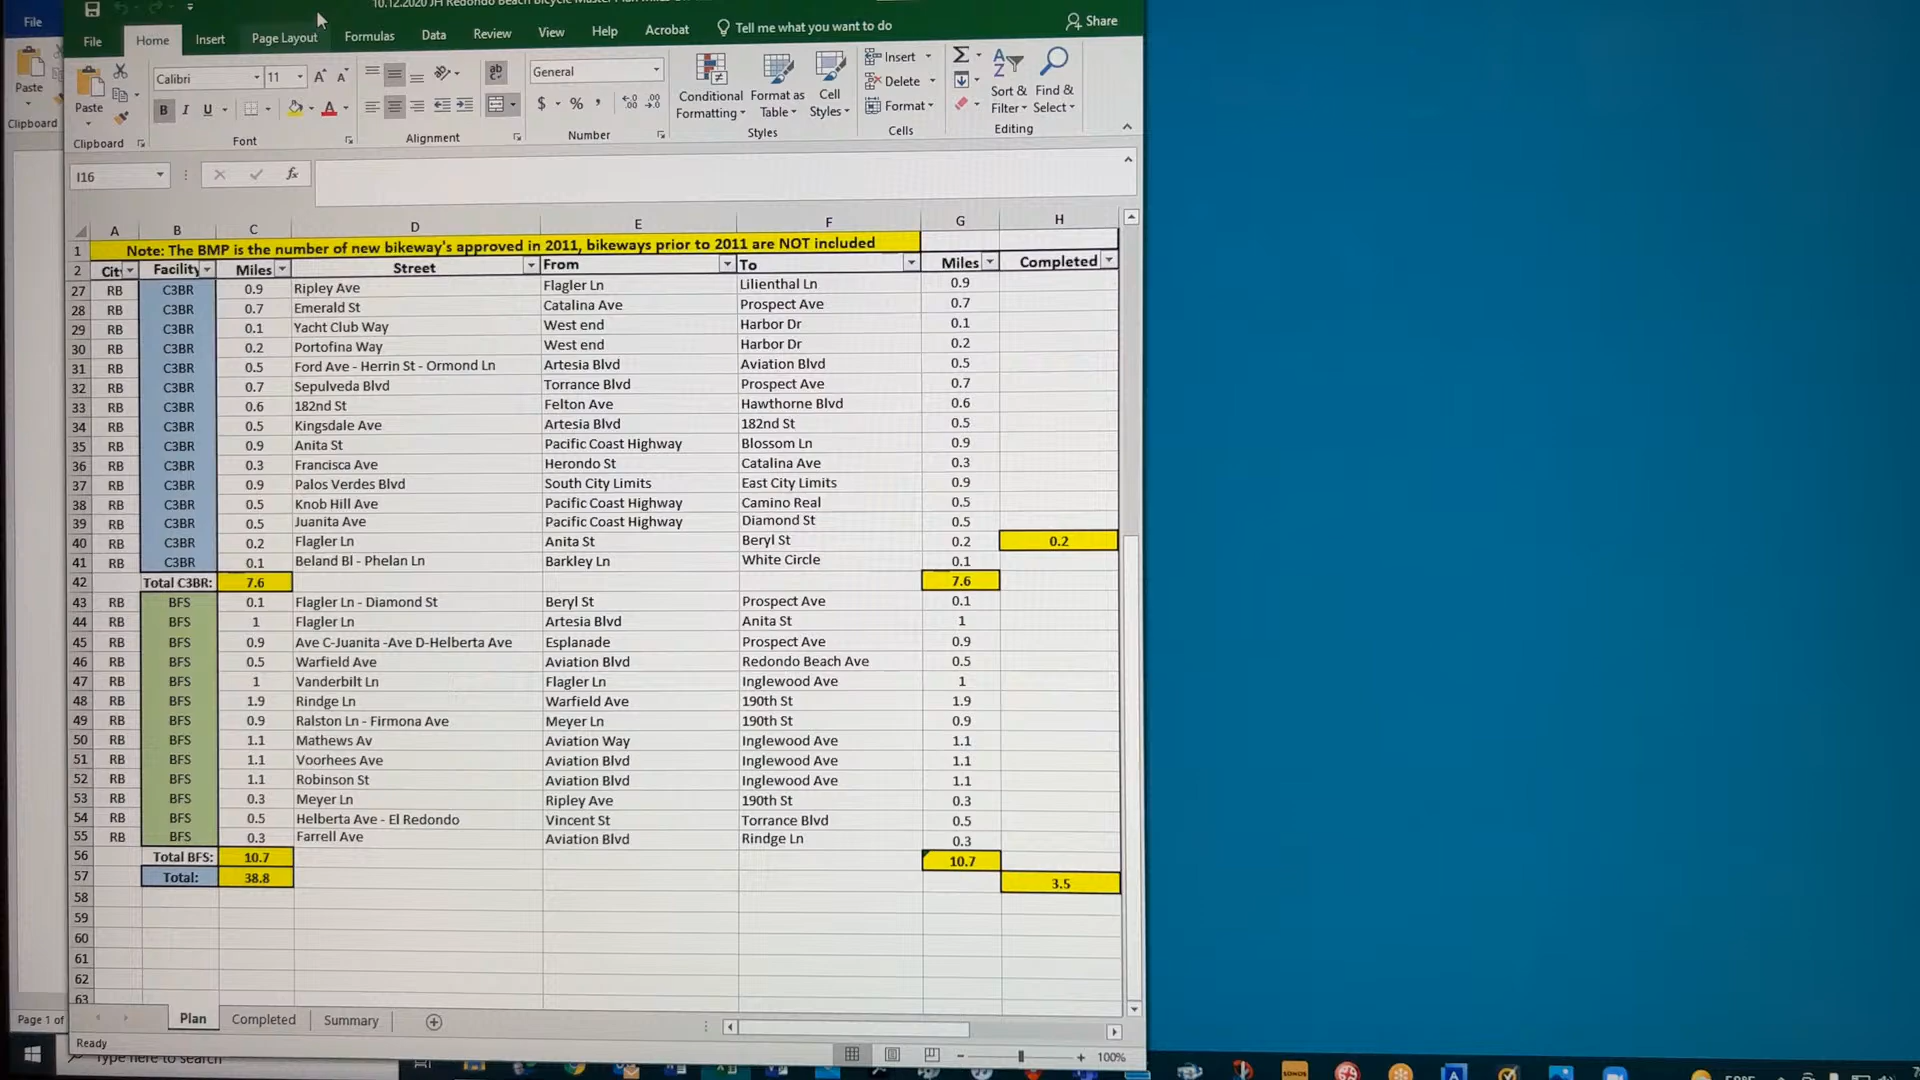 File
10.12.2020 JH Redondo Beach Bicycle Master Plan Miles
File Home Insert Page Layout Formulas Data Review View Help Acrobat Tell me what you want to do Share
Paste
Clipboard
Paste
Calibri 11
B I U
General
$ % ,
Conditional Formatting
Format as Table
Cell Styles
Insert
Delete
Format
Sort & Filter
Find & Select
Clipboard Font Alignment Number Styles Cells Editing
I16 fx
A B C D E F G H
1 Note: The BMP is the number of new bikeway's approved in 2011, bikeways prior to 2011 are NOT included
2 Cit Facility Miles Street From To Miles Completed
27 RB C3BR 0.9 Ripley Ave Flagler Ln Lilienthal Ln 0.9
28 RB C3BR 0.7 Emerald St Catalina Ave Prospect Ave 0.7
29 RB C3BR 0.1 Yacht Club Way West end Harbor Dr 0.1
30 RB C3BR 0.2 Portofina Way West end Harbor Dr 0.2
31 RB C3BR 0.5 Ford Ave - Herrin St - Ormond Ln Artesia Blvd Aviation Blvd 0.5
32 RB C3BR 0.7 Sepulveda Blvd Torrance Blvd Prospect Ave 0.7
33 RB C3BR 0.6 182nd St Felton Ave Hawthorne Blvd 0.6
34 RB C3BR 0.5 Kingsdale Ave Artesia Blvd 182nd St 0.5
35 RB C3BR 0.9 Anita St Pacific Coast Highway Blossom Ln 0.9
36 RB C3BR 0.3 Francisca Ave Herondo St Catalina Ave 0.3
37 RB C3BR 0.9 Palos Verdes Blvd South City Limits East City Limits 0.9
38 RB C3BR 0.5 Knob Hill Ave Pacific Coast Highway Camino Real 0.5
39 RB C3BR 0.5 Juanita Ave Pacific Coast Highway Diamond St 0.5
40 RB C3BR 0.2 Flagler Ln Anita St Beryl St 0.2 0.2
41 RB C3BR 0.1 Beland Bl - Phelan Ln Barkley Ln White Circle 0.1
42 Total C3BR: 7.6 7.6
43 RB BFS 0.1 Flagler Ln - Diamond St Beryl St Prospect Ave 0.1
44 RB BFS 1 Flagler Ln Artesia Blvd Anita St 1
45 RB BFS 0.9 Ave C-Juanita -Ave D-Helberta Ave Esplanade Prospect Ave 0.9
46 RB BFS 0.5 Warfield Ave Aviation Blvd Redondo Beach Ave 0.5
47 RB BFS 1 Vanderbilt Ln Flagler Ln Inglewood Ave 1
48 RB BFS 1.9 Rindge Ln Warfield Ave 190th St 1.9
49 RB BFS 0.9 Ralston Ln - Firmona Ave Meyer Ln 190th St 0.9
50 RB BFS 1.1 Mathews Av Aviation Way Inglewood Ave 1.1
51 RB BFS 1.1 Voorhees Ave Aviation Blvd Inglewood Ave 1.1
52 RB BFS 1.1 Robinson St Aviation Blvd Inglewood Ave 1.1
53 RB BFS 0.3 Meyer Ln Ripley Ave 190th St 0.3
54 RB BFS 0.5 Helberta Ave - El Redondo Vincent St Torrance Blvd 0.5
55 RB BFS 0.3 Farrell Ave Aviation Blvd Rindge Ln 0.3
56 Total BFS: 10.7 10.7
57 Total: 38.8 3.5
58
59
60
61
62
63
Plan Completed Summary
Page 1 of
Ready 100%
Type here to search
SONOS